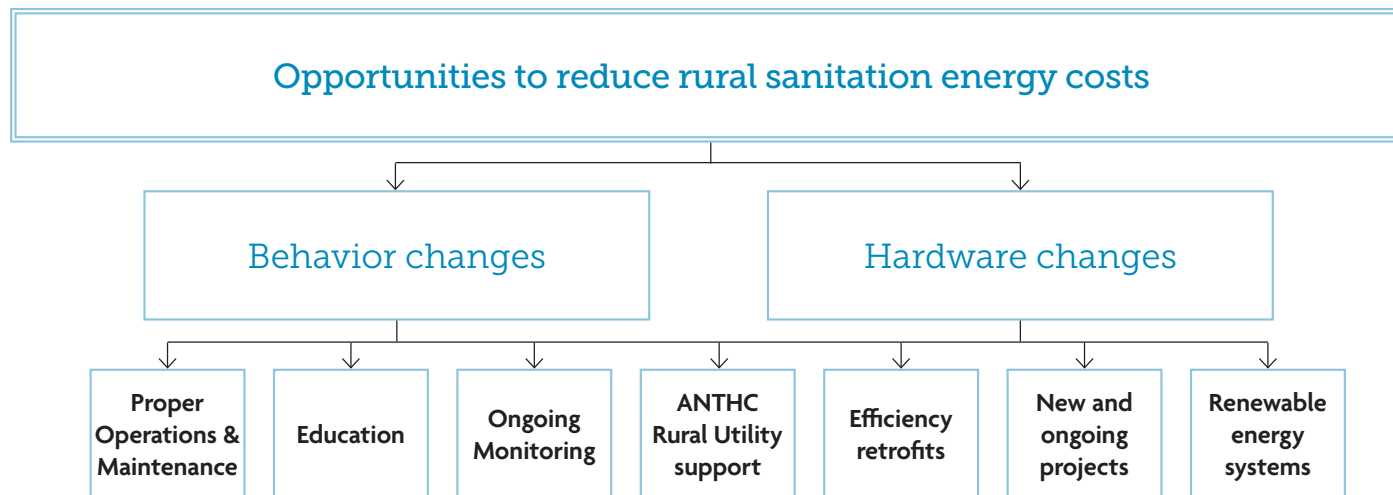 Opportunities to reduce rural sanitation energy costs
Behavior changes
Hardware changes
Proper
Operations &
Maintenance
Education
Ongoing
Monitoring
ANTHC
Rural Utility
support
Efficiency
retrofits
New and
ongoing
projects
Renewable
energy
systems